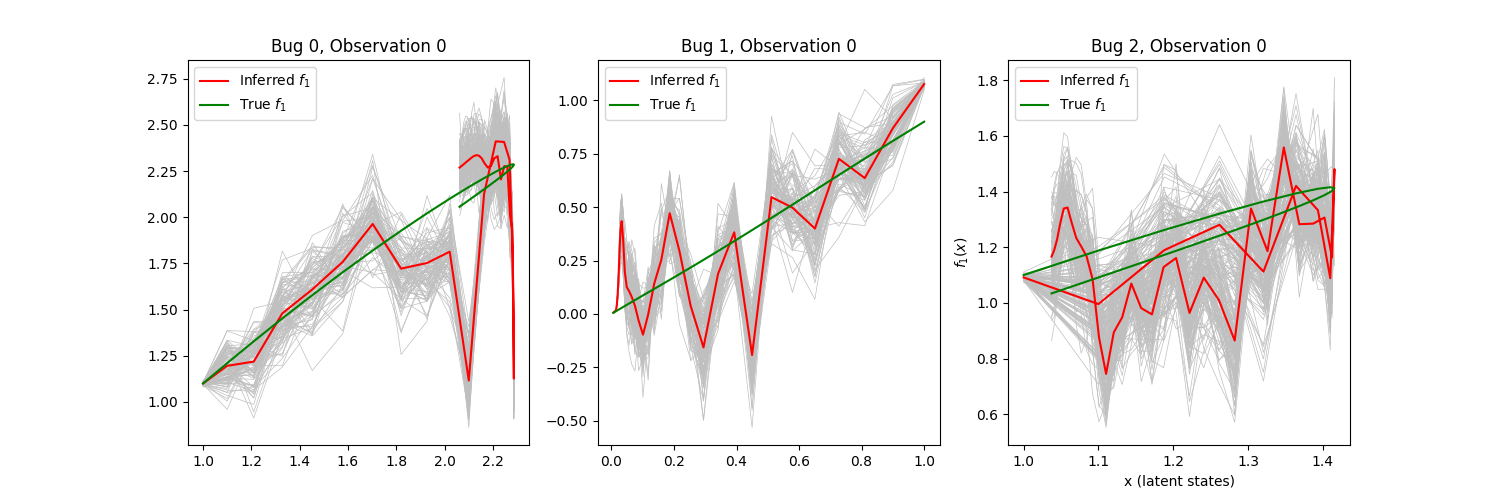 Bug 0, Observation 0
Inferred f₁
True f₁
2.75
2.50
2.25
2.00
1.75
1.50
1.25
1.00
1.0 1.2 1.4 1.6 1.8 2.0 2.2
Bug 1, Observation 0
Inferred f₁
True f₁
1.00
0.75
0.50
0.25
0.00
−0.25
−0.50
0.0 0.2 0.4 0.6 0.8 1.0
Bug 2, Observation 0
Inferred f₁
True f₁
f₁(x)
1.8
1.6
1.4
1.2
1.0
0.8
0.6
1.0 1.1 1.2 1.3 1.4
x (latent states)